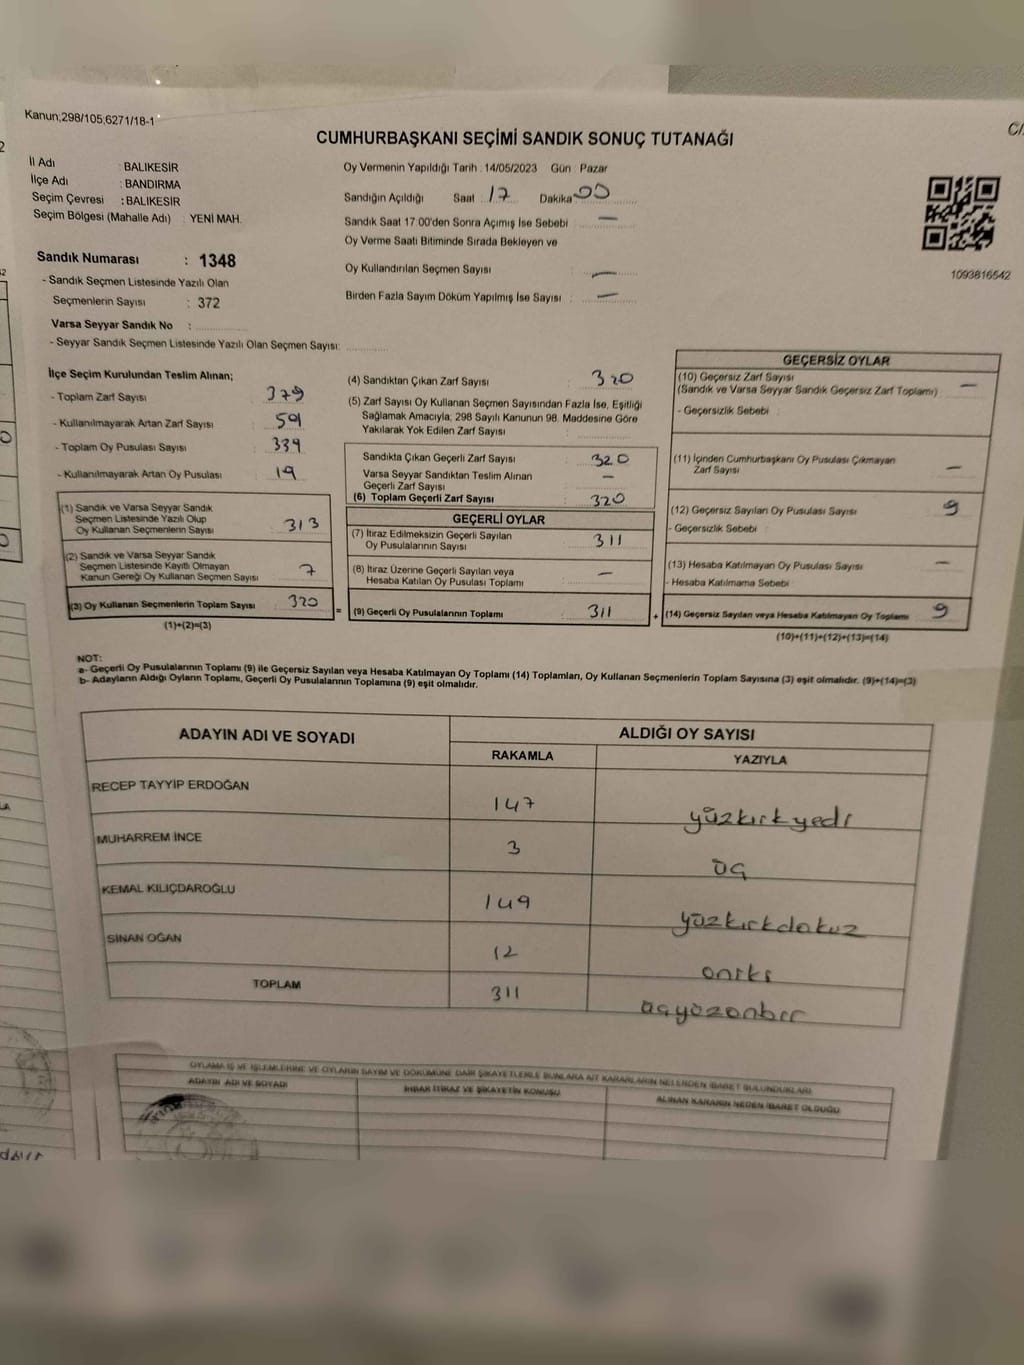 Kanun;298/105,6271/18-1
CUMHURBAŞKANI SEÇİMİ SANDIK SONUÇ TUTANAĞI
İl Adı : BALIKESİR
İlçe Adı : BANDIRMA
Seçim Çevresi : BALIKESİR
Seçim Bölgesi (Mahalle Adı) : YENİ MAH.
Sandık Numarası : 1348
- Sandık Seçmen Listesinde Yazılı Olan
Seçmenlerin Sayısı : 372
Varsa Seyyar Sandık No :
- Seyyar Sandık Seçmen Listesinde Yazılı Olan Seçmen Sayısı:
Oy Vermenin Yapıldığı Tarih : 14/05/2023 Gün : Pazar
Sandığın Açıldığı Saat : 17 Dakika : 00
Sandık Saat 17:00'den Sonra Açımış İse Sebebi : —
Oy Verme Saati Bitiminde Sırada Bekleyen ve
Oy Kullandırılan Seçmen Sayısı : —
Birden Fazla Sayım Döküm Yapılmış İse Sayısı : —
1093816542
İlçe Seçim Kurulundan Teslim Alınan;
- Toplam Zarf Sayısı : 379
- Kullanılmayarak Artan Zarf Sayısı : 591
- Toplam Oy Pusulası Sayısı : 339
- Kullanılmayarak Artan Oy Pusulası : 19
(1) Sandık ve Varsa Seyyar Sandık
Seçmen Listesinde Yazılı Olup
Oy Kullanan Seçmenlerin Sayısı : 313
(2) Sandık ve Varsa Seyyar Sandık
Seçmen Listesinde Kayıtlı Olmayan
Kanun Gereği Oy Kullanan Seçmen Sayısı : 7
(3) Oy Kullanan Seçmenlerin Toplam Sayısı : 320
(1)+(2)=(3)
(4) Sandıktan Çıkan Zarf Sayısı : 320
(5) Zarf Sayısı Oy Kullanan Seçmen Sayısından Fazla İse, Eşitliği
Sağlamak Amacıyla; 298 Sayılı Kanunun 98. Maddesine Göre
Yakılarak Yok Edilen Zarf Sayısı :
Sandıkta Çıkan Geçerli Zarf Sayısı : 320
Varsa Seyyar Sandıktan Teslim Alınan
Geçerli Zarf Sayısı : —
(6) Toplam Geçerli Zarf Sayısı : 320
GEÇERLİ OYLAR
(7) İtiraz Edilmeksizin Geçerli Sayılan
Oy Pusulalarının Sayısı : 311
(8) İtiraz Üzerine Geçerli Sayılan veya
Hesaba Katılan Oy Pusulası Toplamı : —
= (9) Geçerli Oy Pusulalarının Toplamı : 311
GEÇERSİZ OYLAR
(10) Geçersiz Zarf Sayısı
(Sandık ve Varsa Seyyar Sandık Geçersiz Zarf Toplamı) : —
- Geçersizlik Sebebi :
(11) İçinden Cumhurbaşkanı Oy Pusulası Çıkmayan
Zarf Sayısı : —
(12) Geçersiz Sayılan Oy Pusulası Sayısı : 9
- Geçersizlik Sebebi :
(13) Hesaba Katılmayan Oy Pusulası Sayısı : —
- Hesaba Katılmama Sebebi
+ (14) Geçersiz Sayılan veya Hesaba Katılmayan Oy Toplamı : 9
(10)+(11)+(12)+(13)=(14)
NOT:
a- Geçerli Oy Pusulalarının Toplamı (9) ile Geçersiz Sayılan veya Hesaba Katılmayan Oy Toplamı (14) Toplamları, Oy Kullanan Seçmenlerin Toplam Sayısına (3) eşit olmalıdır. (9)+(14)=(3)
b- Adayların Aldığı Oyların Toplamı, Geçerli Oy Pusulalarının Toplamına (9) eşit olmalıdır.
ADAYIN ADI VE SOYADI
ALDIĞI OY SAYISI
RAKAMLA YAZIYLA
RECEP TAYYİP ERDOĞAN 147 yüzkırkyedi
MUHARREM İNCE 3 üç
KEMAL KILIÇDAROĞLU 149 yüzkırkdokuz
SİNAN OĞAN 12 oniki
TOPLAM 311 üçyüzonbir
OYLAMA İŞ VE İŞLEMLERİNE VE OYLARIN SAYIM VE DÖKÜMÜNE DAİR ŞİKAYETLERLE BUNLARA AİT KARARLARIN NELERDEN İBARET BULUNDUKLARI
ADAYIN ADI VE SOYADI
İHBAR İTİRAZ VE ŞİKAYETİN KONUSU
ALINAN KARARIN NEDEN İBARET OLDUĞU